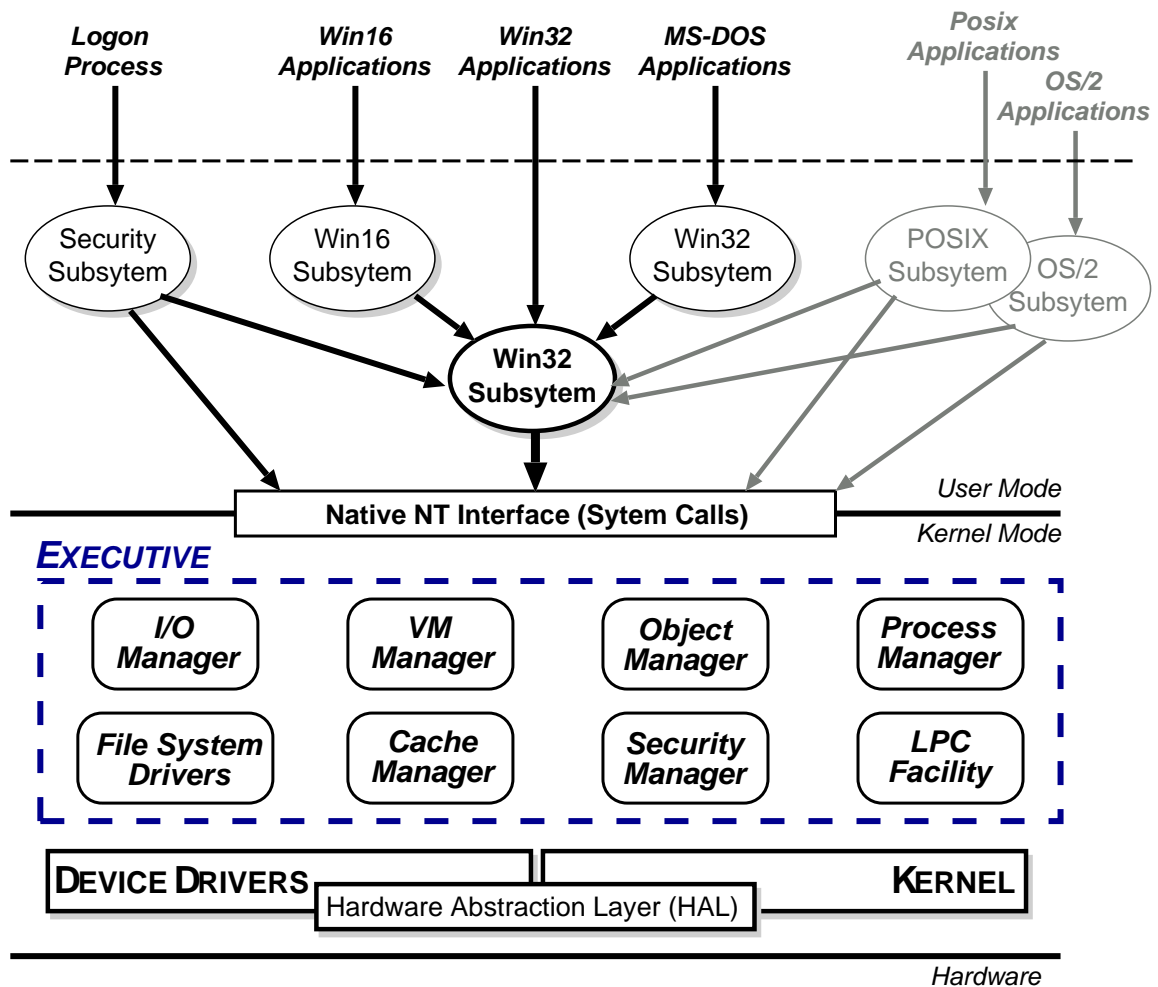 Logon
Process
Win16
Applications
Win32
Applications
MS-DOS
Applications
Posix
Applications
OS/2
Applications
Security
Subsytem
Win16
Subsytem
Win32
Subsytem
POSIX
Subsytem
OS/2
Subsytem
Win32
Subsytem
User Mode
Native NT Interface (Sytem Calls)
Kernel Mode
EXECUTIVE
I/O
Manager
VM
Manager
Object
Manager
Process
Manager
File System
Drivers
Cache
Manager
Security
Manager
LPC
Facility
DEVICE DRIVERS
KERNEL
Hardware Abstraction Layer (HAL)
Hardware